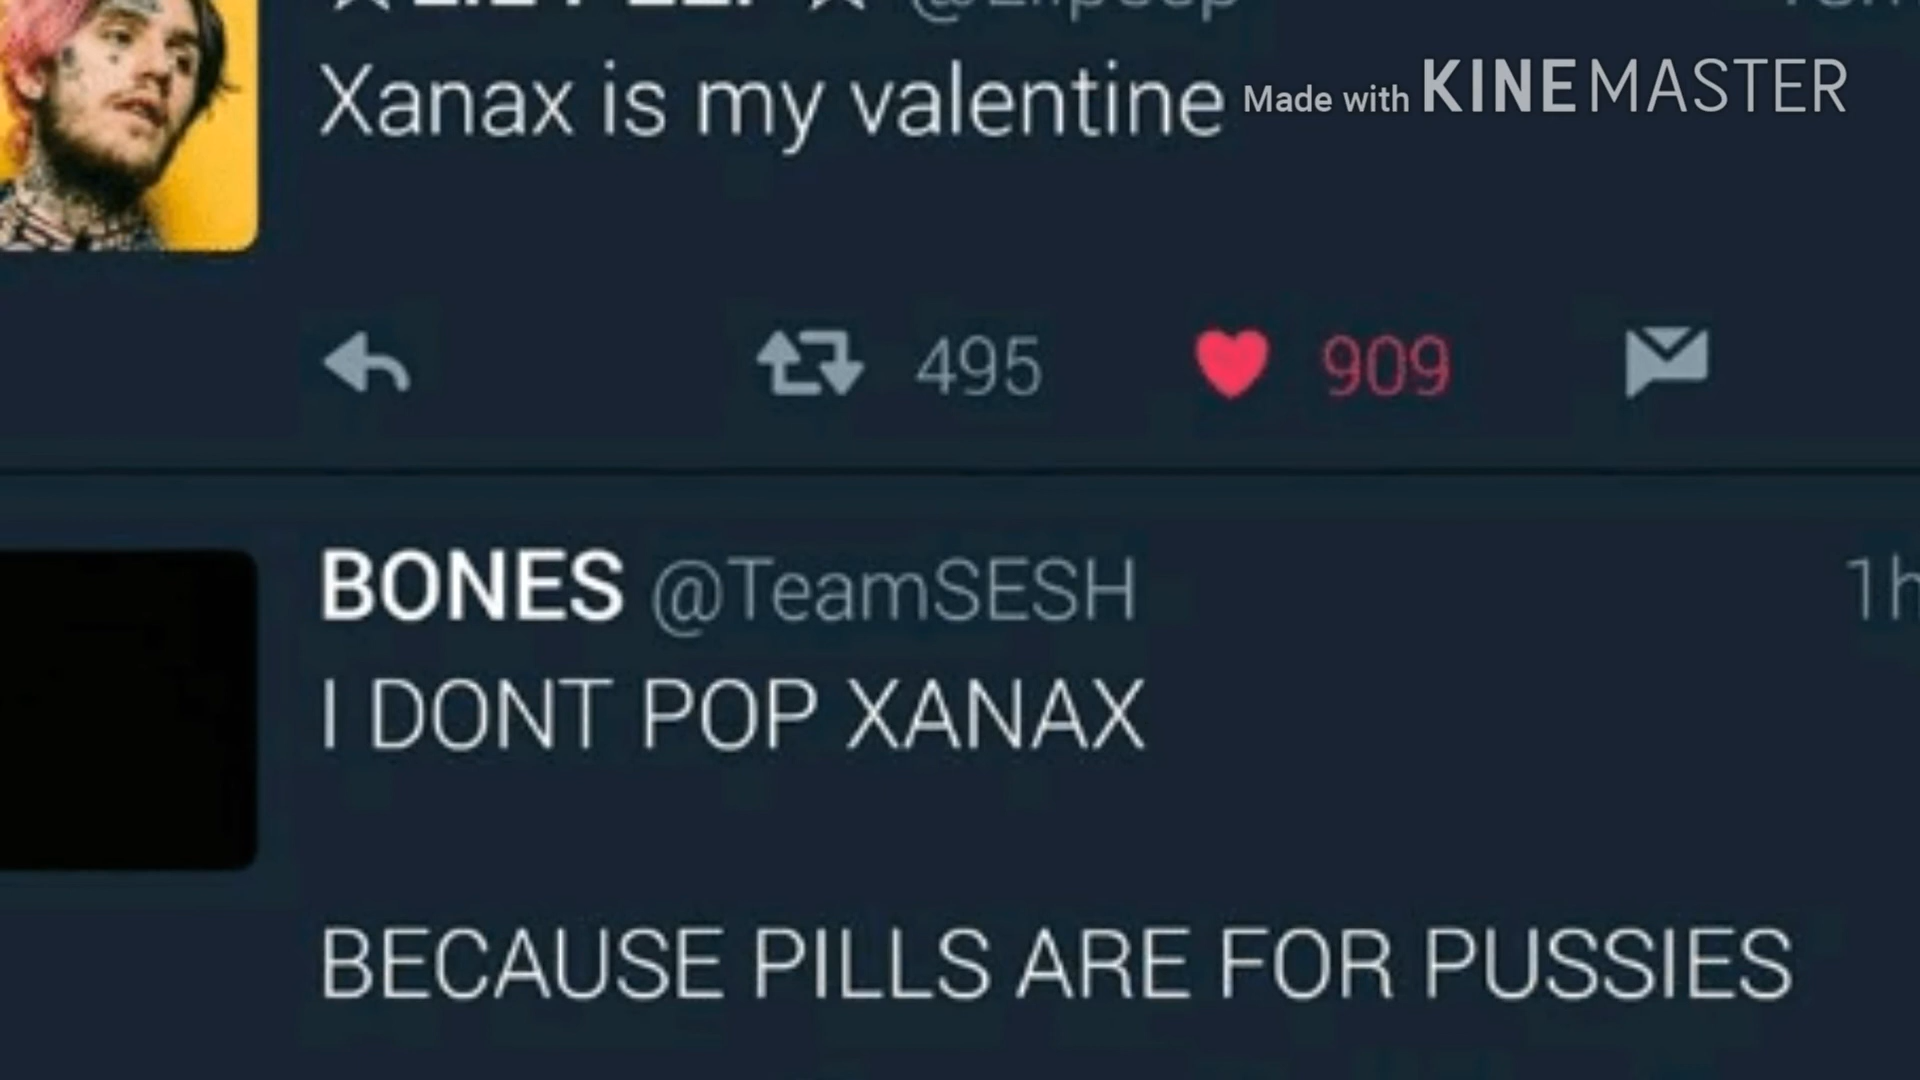 Xanax is my valentine
Made with KINEMASTER
495 909
BONES @TeamSESH 1h
I DONT POP XANAX
BECAUSE PILLS ARE FOR PUSSIES